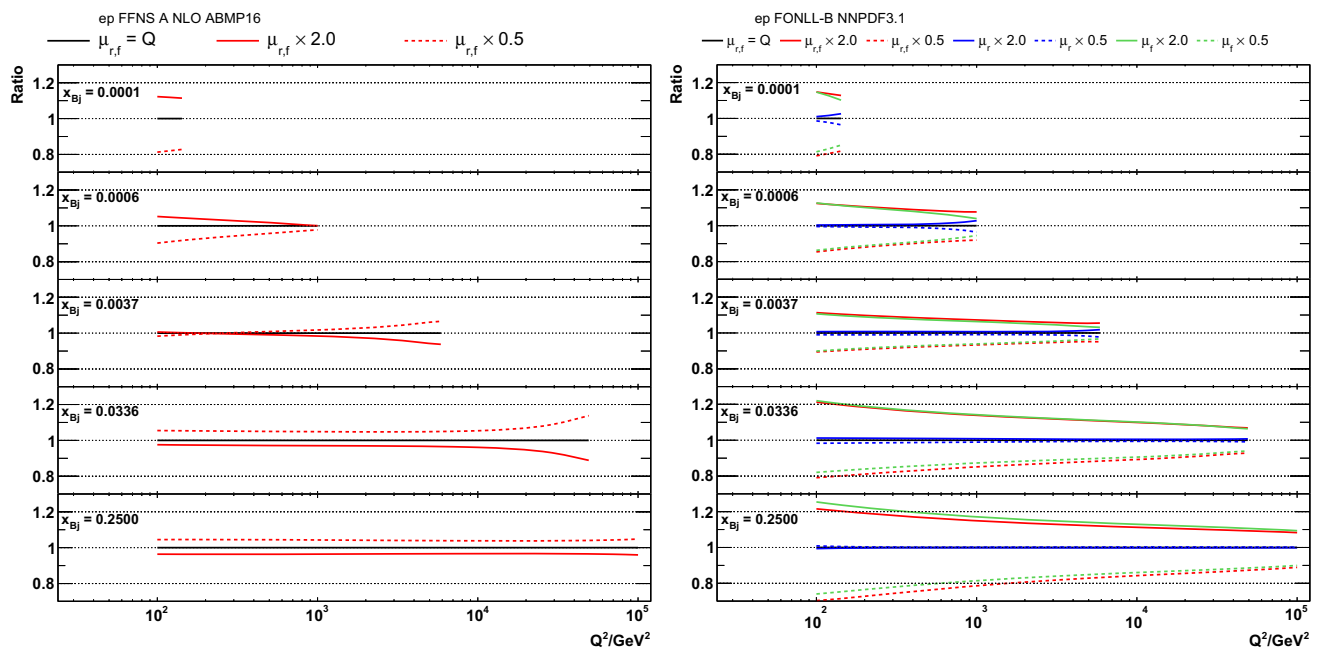 ep FFNS A NLO ABMP16
μr,f = Q μr,f × 2.0 μr,f × 0.5
Ratio
1.2
1
0.8
xBj = 0.0001
1.2
1
0.8
xBj = 0.0006
1.2
1
0.8
xBj = 0.0037
1.2
1
0.8
xBj = 0.0336
1.2
1
0.8
xBj = 0.2500
10² 10³ 10⁴ 10⁵
Q²/GeV²
ep FONLL-B NNPDF3.1
μr,f = Q μr,f × 2.0 μr,f × 0.5 μr × 2.0 μr × 0.5 μf × 2.0 μf × 0.5
Ratio
1.2
1
0.8
xBj = 0.0001
1.2
1
0.8
xBj = 0.0006
1.2
1
0.8
xBj = 0.0037
1.2
1
0.8
xBj = 0.0336
1.2
1
0.8
xBj = 0.2500
10² 10³ 10⁴ 10⁵
Q²/GeV²